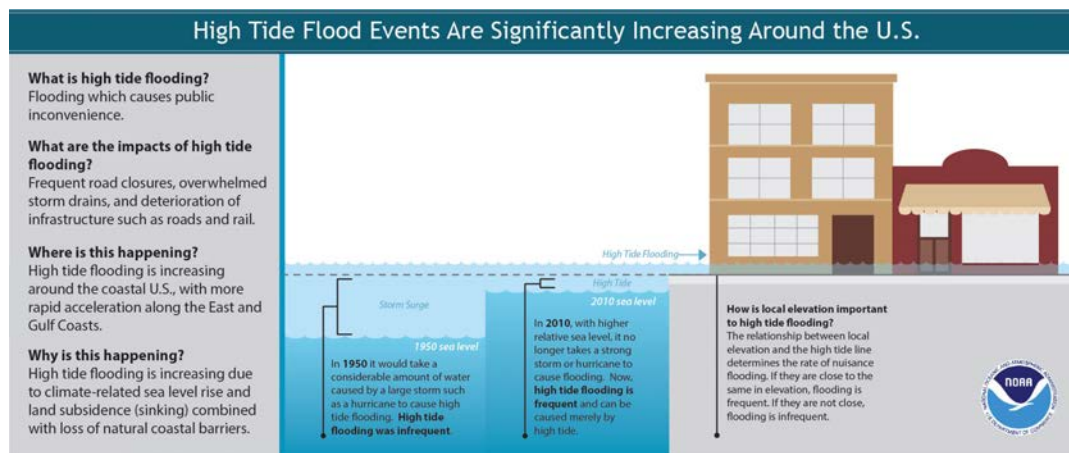 High Tide Flood Events Are Significantly Increasing Around the U.S.
What is high tide flooding?
Flooding which causes public
inconvenience.
What are the impacts of high tide
flooding?
Frequent road closures, overwhelmed
storm drains, and deterioration of
infrastructure such as roads and rail.
Where is this happening?
High tide flooding is increasing
around the coastal U.S., with more
rapid acceleration along the East and
Gulf Coasts.
Why is this happening?
High tide flooding is increasing due
to climate-related sea level rise and
land subsidence (sinking) combined
with loss of natural coastal barriers.
High Tide Flooding
Storm Surge
1950 sea level
In 1950 it would take a
considerable amount of water
caused by a large storm such
as a hurricane to cause high
tide flooding. High tide
flooding was infrequent.
High Tide
2010 sea level
In 2010, with higher
relative sea level, it no
longer takes a strong
storm or hurricane to
cause flooding. Now,
high tide flooding is
frequent and can be
caused merely by
high tide.
How is local elevation important
to high tide flooding?
The relationship between local
elevation and the high tide line
determines the rate of nuisance
flooding. If they are close to the
same in elevation, flooding is
frequent. If they are not close,
flooding is infrequent.
NATIONAL OCEANIC AND ATMOSPHERIC ADMINISTRATION
NOAA
U.S. DEPARTMENT OF COMMERCE